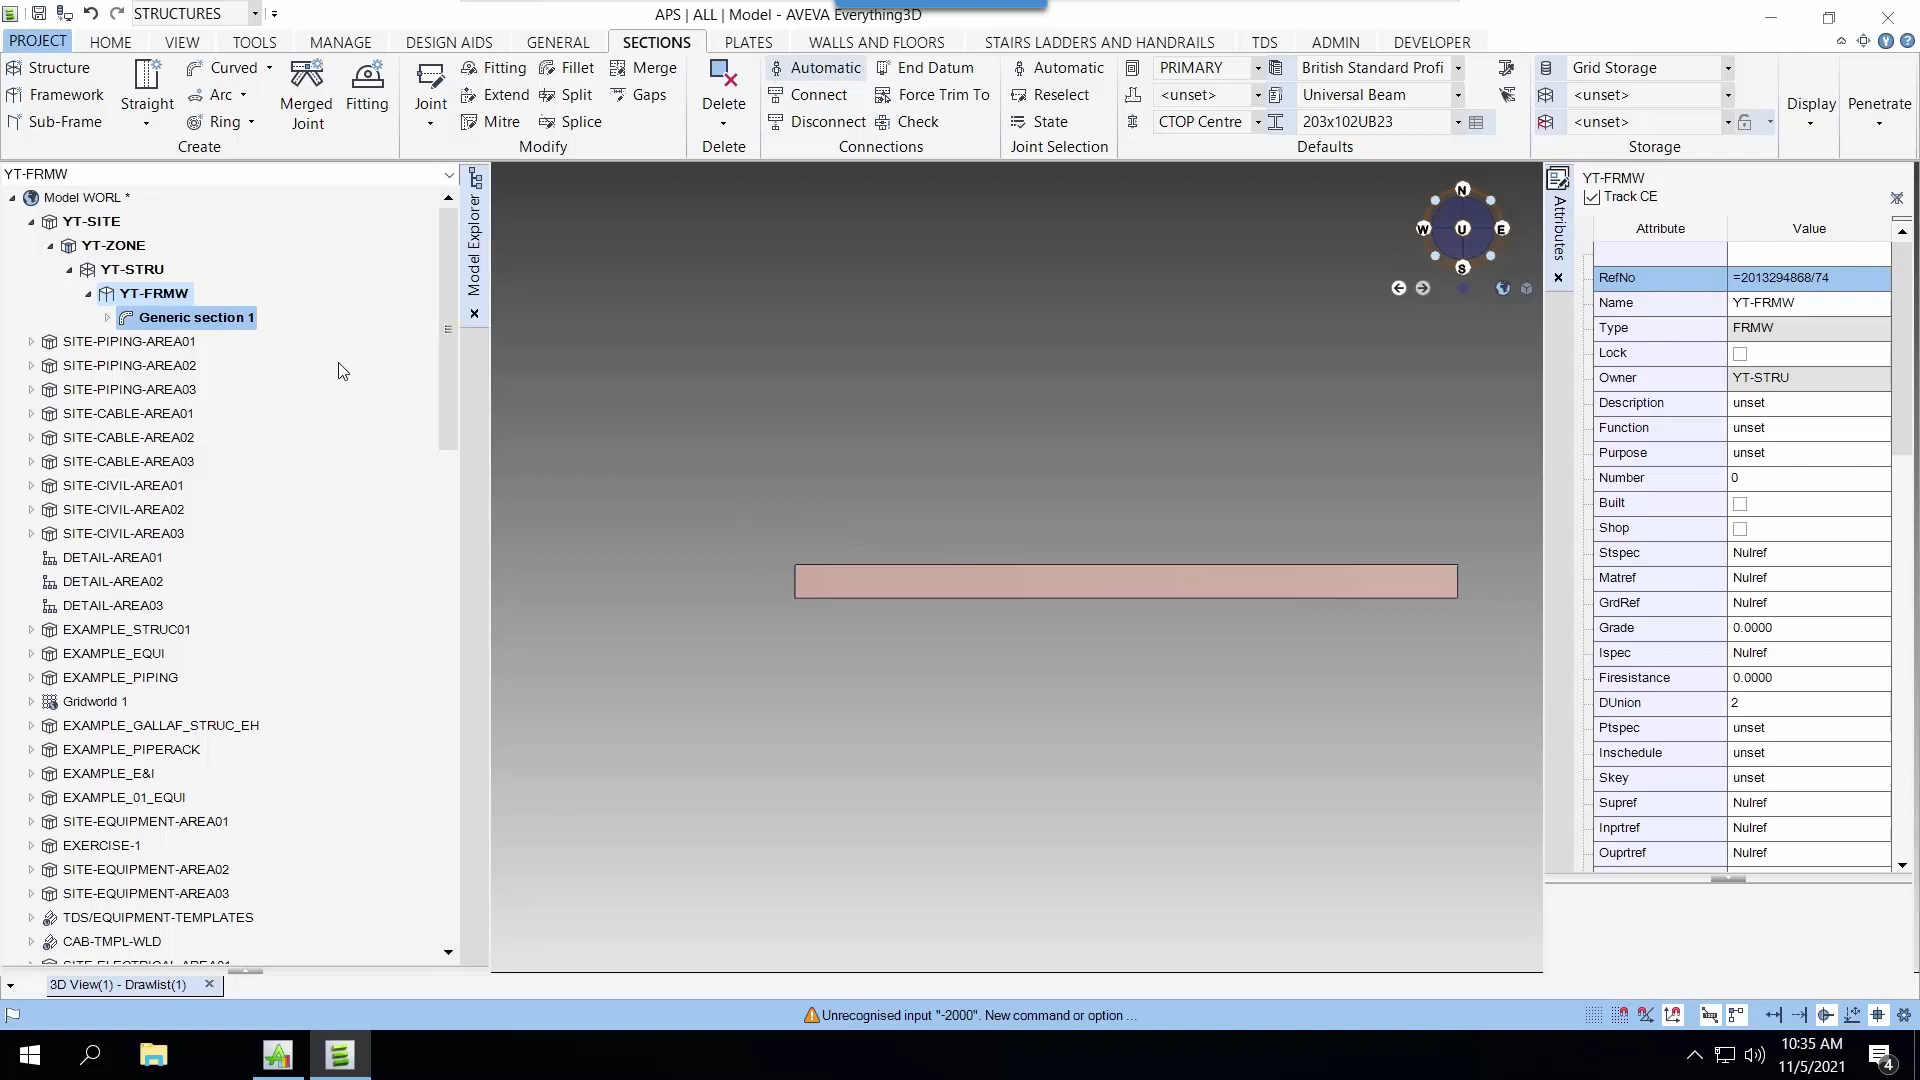 STRUCTURES
APS | ALL | Model - AVEVA Everything3D
PROJECT HOME VIEW TOOLS MANAGE DESIGN AIDS GENERAL SECTIONS PLATES WALLS AND FLOORS STAIRS LADDERS AND HANDRAILS TDS ADMIN DEVELOPER
Structure
Framework
Sub-Frame
Straight
Curved
Arc
Ring
Merged
Joint
Fitting
Create
Joint
Fitting
Extend
Mitre
Fillet
Split
Splice
Merge
Gaps
Modify
Delete
Delete
Automatic
Connect
Disconnect
End Datum
Force Trim To
Check
Connections
Automatic
Reselect
State
Joint Selection
PRIMARY
<unset>
CTOP Centre
British Standard Profi
Universal Beam
203x102UB23
Defaults
Grid Storage
<unset>
<unset>
Storage
Display
Penetrate
YT-FRMW
Model WORL *
YT-SITE
YT-ZONE
YT-STRU
YT-FRMW
Generic section 1
SITE-PIPING-AREA01
SITE-PIPING-AREA02
SITE-PIPING-AREA03
SITE-CABLE-AREA01
SITE-CABLE-AREA02
SITE-CABLE-AREA03
SITE-CIVIL-AREA01
SITE-CIVIL-AREA02
SITE-CIVIL-AREA03
DETAIL-AREA01
DETAIL-AREA02
DETAIL-AREA03
EXAMPLE_STRUC01
EXAMPLE_EQUI
EXAMPLE_PIPING
Gridworld 1
EXAMPLE_GALLAF_STRUC_EH
EXAMPLE_PIPERACK
EXAMPLE_E&I
EXAMPLE_01_EQUI
SITE-EQUIPMENT-AREA01
EXERCISE-1
SITE-EQUIPMENT-AREA02
SITE-EQUIPMENT-AREA03
TDS/EQUIPMENT-TEMPLATES
CAB-TMPL-WLD
SITE-ELECTRICAL-AREA01
Model Explorer
N
W U E
S
Attributes
YT-FRMW
Track CE
Attribute Value
RefNo =2013294868/74
Name YT-FRMW
Type FRMW
Lock
Owner YT-STRU
Description unset
Function unset
Purpose unset
Number 0
Built
Shop
Stspec Nulref
Matref Nulref
GrdRef Nulref
Grade 0.0000
Ispec Nulref
Firesistance 0.0000
DUnion 2
Ptspec unset
Inschedule unset
Skey unset
Supref Nulref
Inprtref Nulref
Ouprtref Nulref
3D View(1) - Drawlist(1)
Unrecognised input "-2000". New command or option ...
10:35 AM
11/5/2021
4